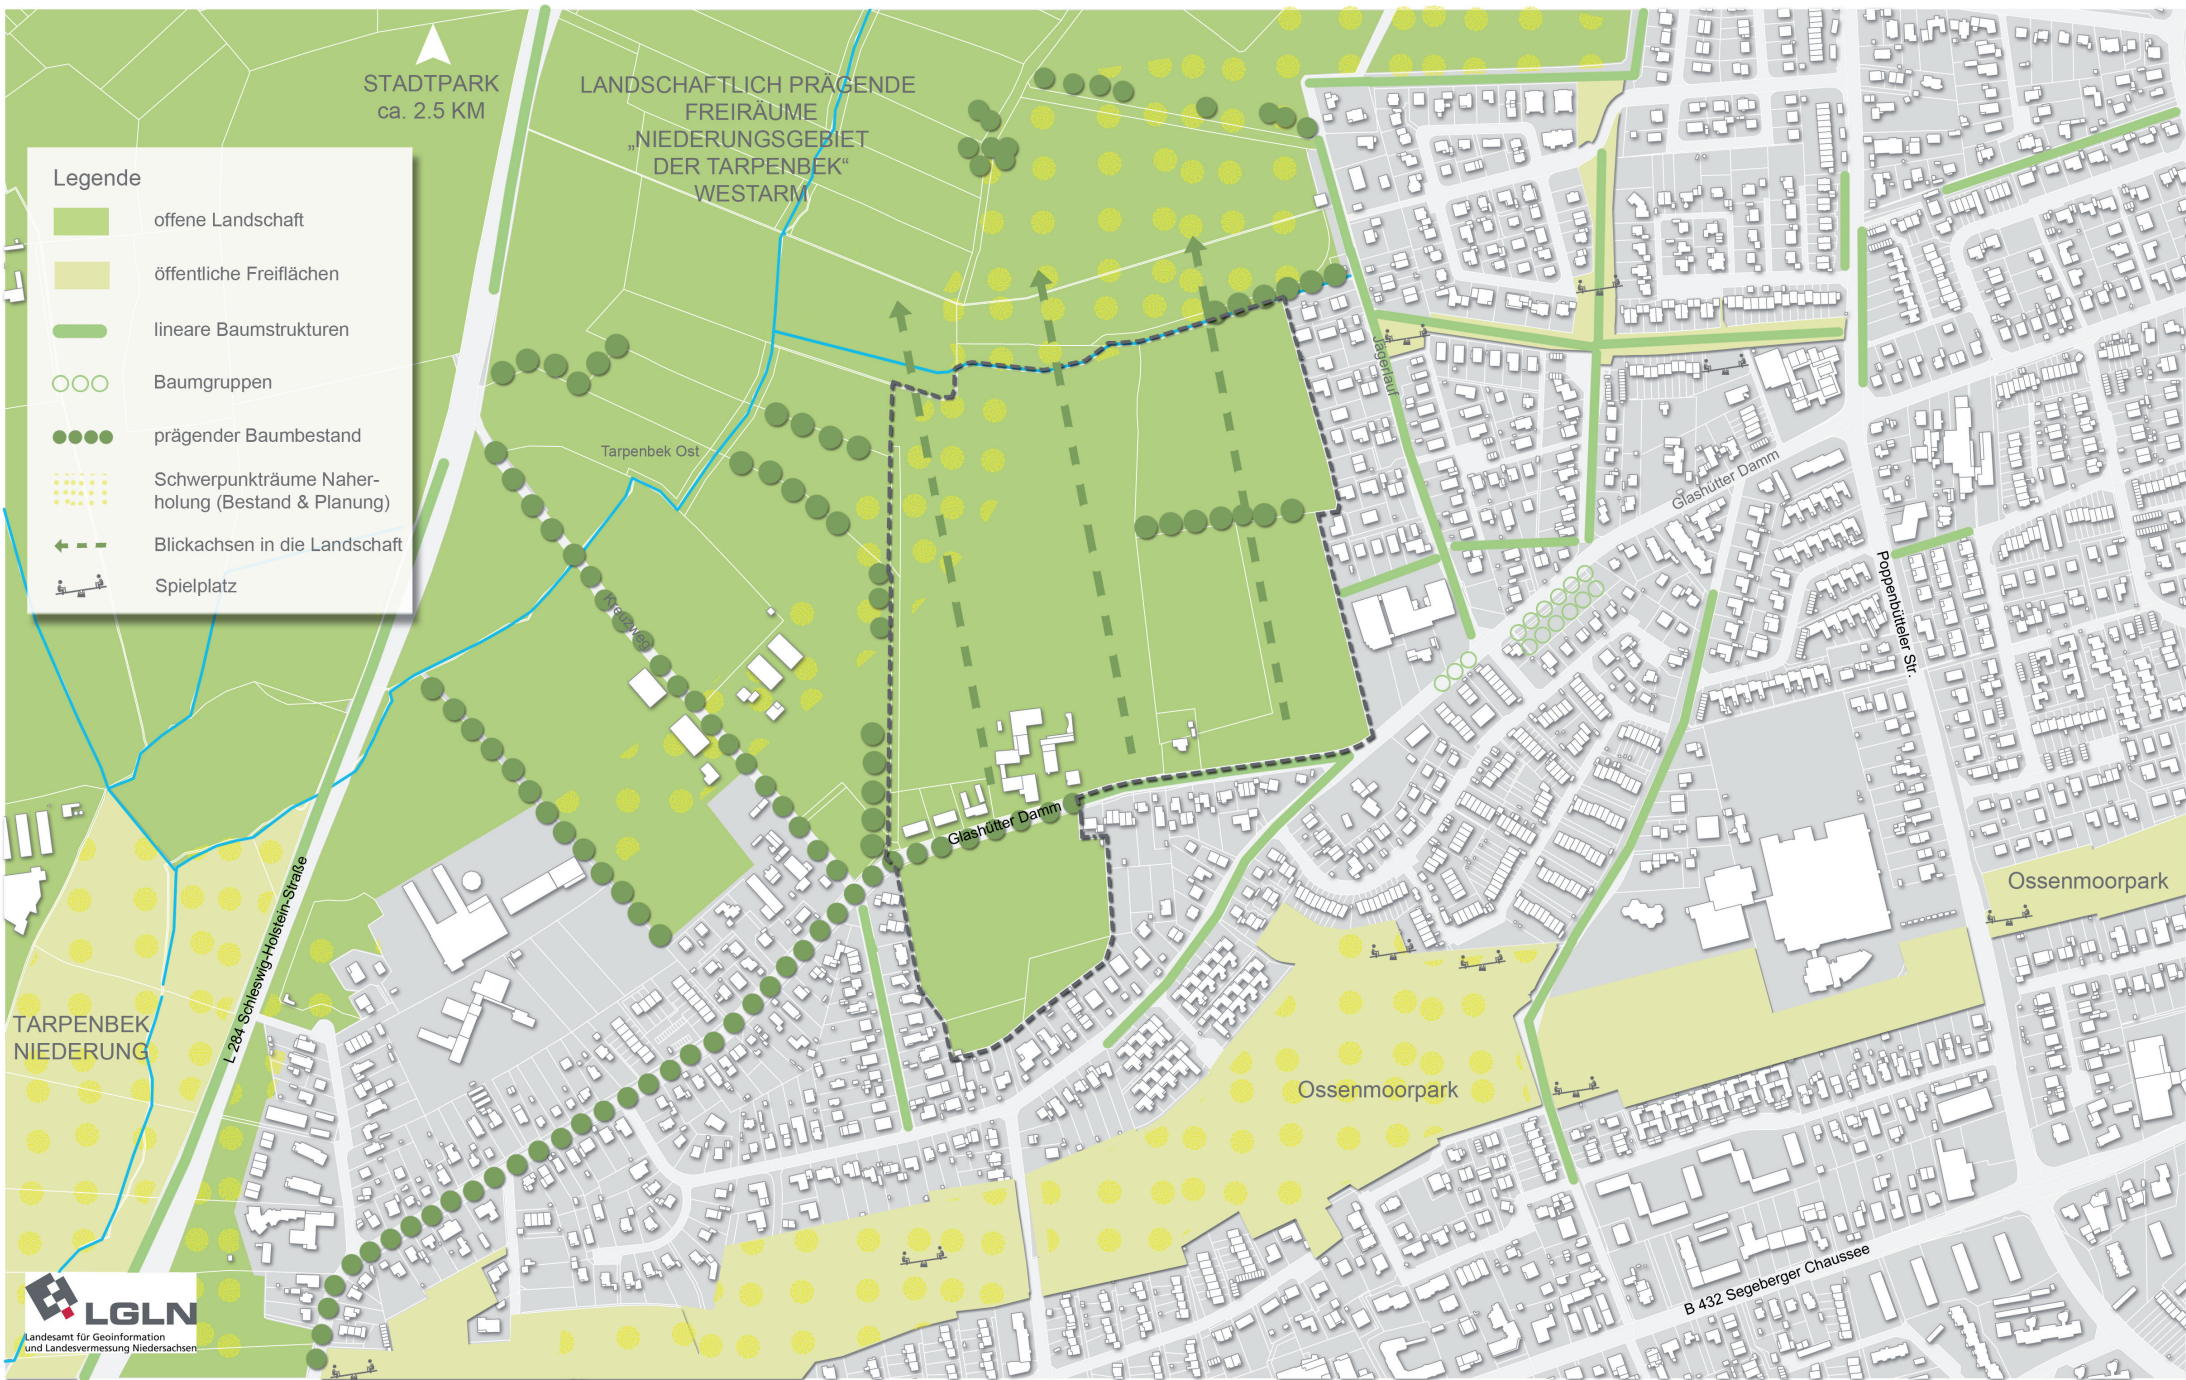 STADTPARK
ca. 2.5 KM
LANDSCHAFTLICH PRÄGENDE
FREIRÄUME
„NIEDERUNGSGEBIET
DER TARPENBEK“
WESTARM
Legende
offene Landschaft
öffentliche Freiflächen
lineare Baumstrukturen
Baumgruppen
prägender Baumbestand
Schwerpunkträume Naher-
holung (Bestand & Planung)
Blickachsen in die Landschaft
Spielplatz
Tarpenbek Ost
Kreuzweg
Jägerlauf
Glashütter Damm
Poppenbütteler Str.
Glashütter Damm
L 284 Schleswig-Holstein-Straße
Ossenmoorpark
TARPENBEK
NIEDERUNG
Ossenmoorpark
B 432 Segeberger Chaussee
LGLN
Landesamt für Geoinformation
und Landesvermessung Niedersachsen